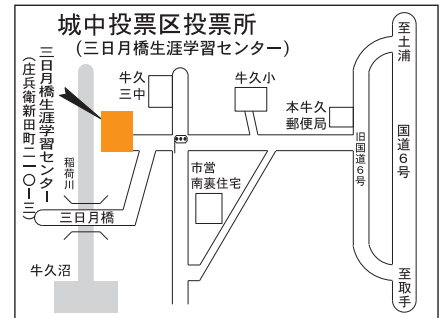 城中投票区投票所
(三日月橋生涯学習センター)
三日月橋生涯学習センター
(庄兵衛新田町二一〇-三)
牛久
三中
牛久小
本牛久
郵便局
至土浦
国道6号
旧国道6号
至取手
市営
南裏住宅
稲荷川
三日月橋
牛久沼